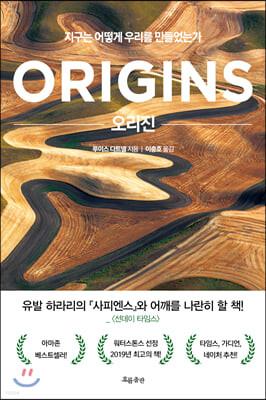 지구는 어떻게 우리를 만들었는가
ORIGINS
오리진
루이스 다트넬 지음 | 이충호 옮김
유발 하라리의 「사피엔스」와 어깨를 나란히 할 책!
_〈선데이 타임스〉
아마존
베스트셀러!
워터스톤스 선정
2019년 최고의 책!
타임스, 가디언,
네이처 추천!
흐름출판
yes24